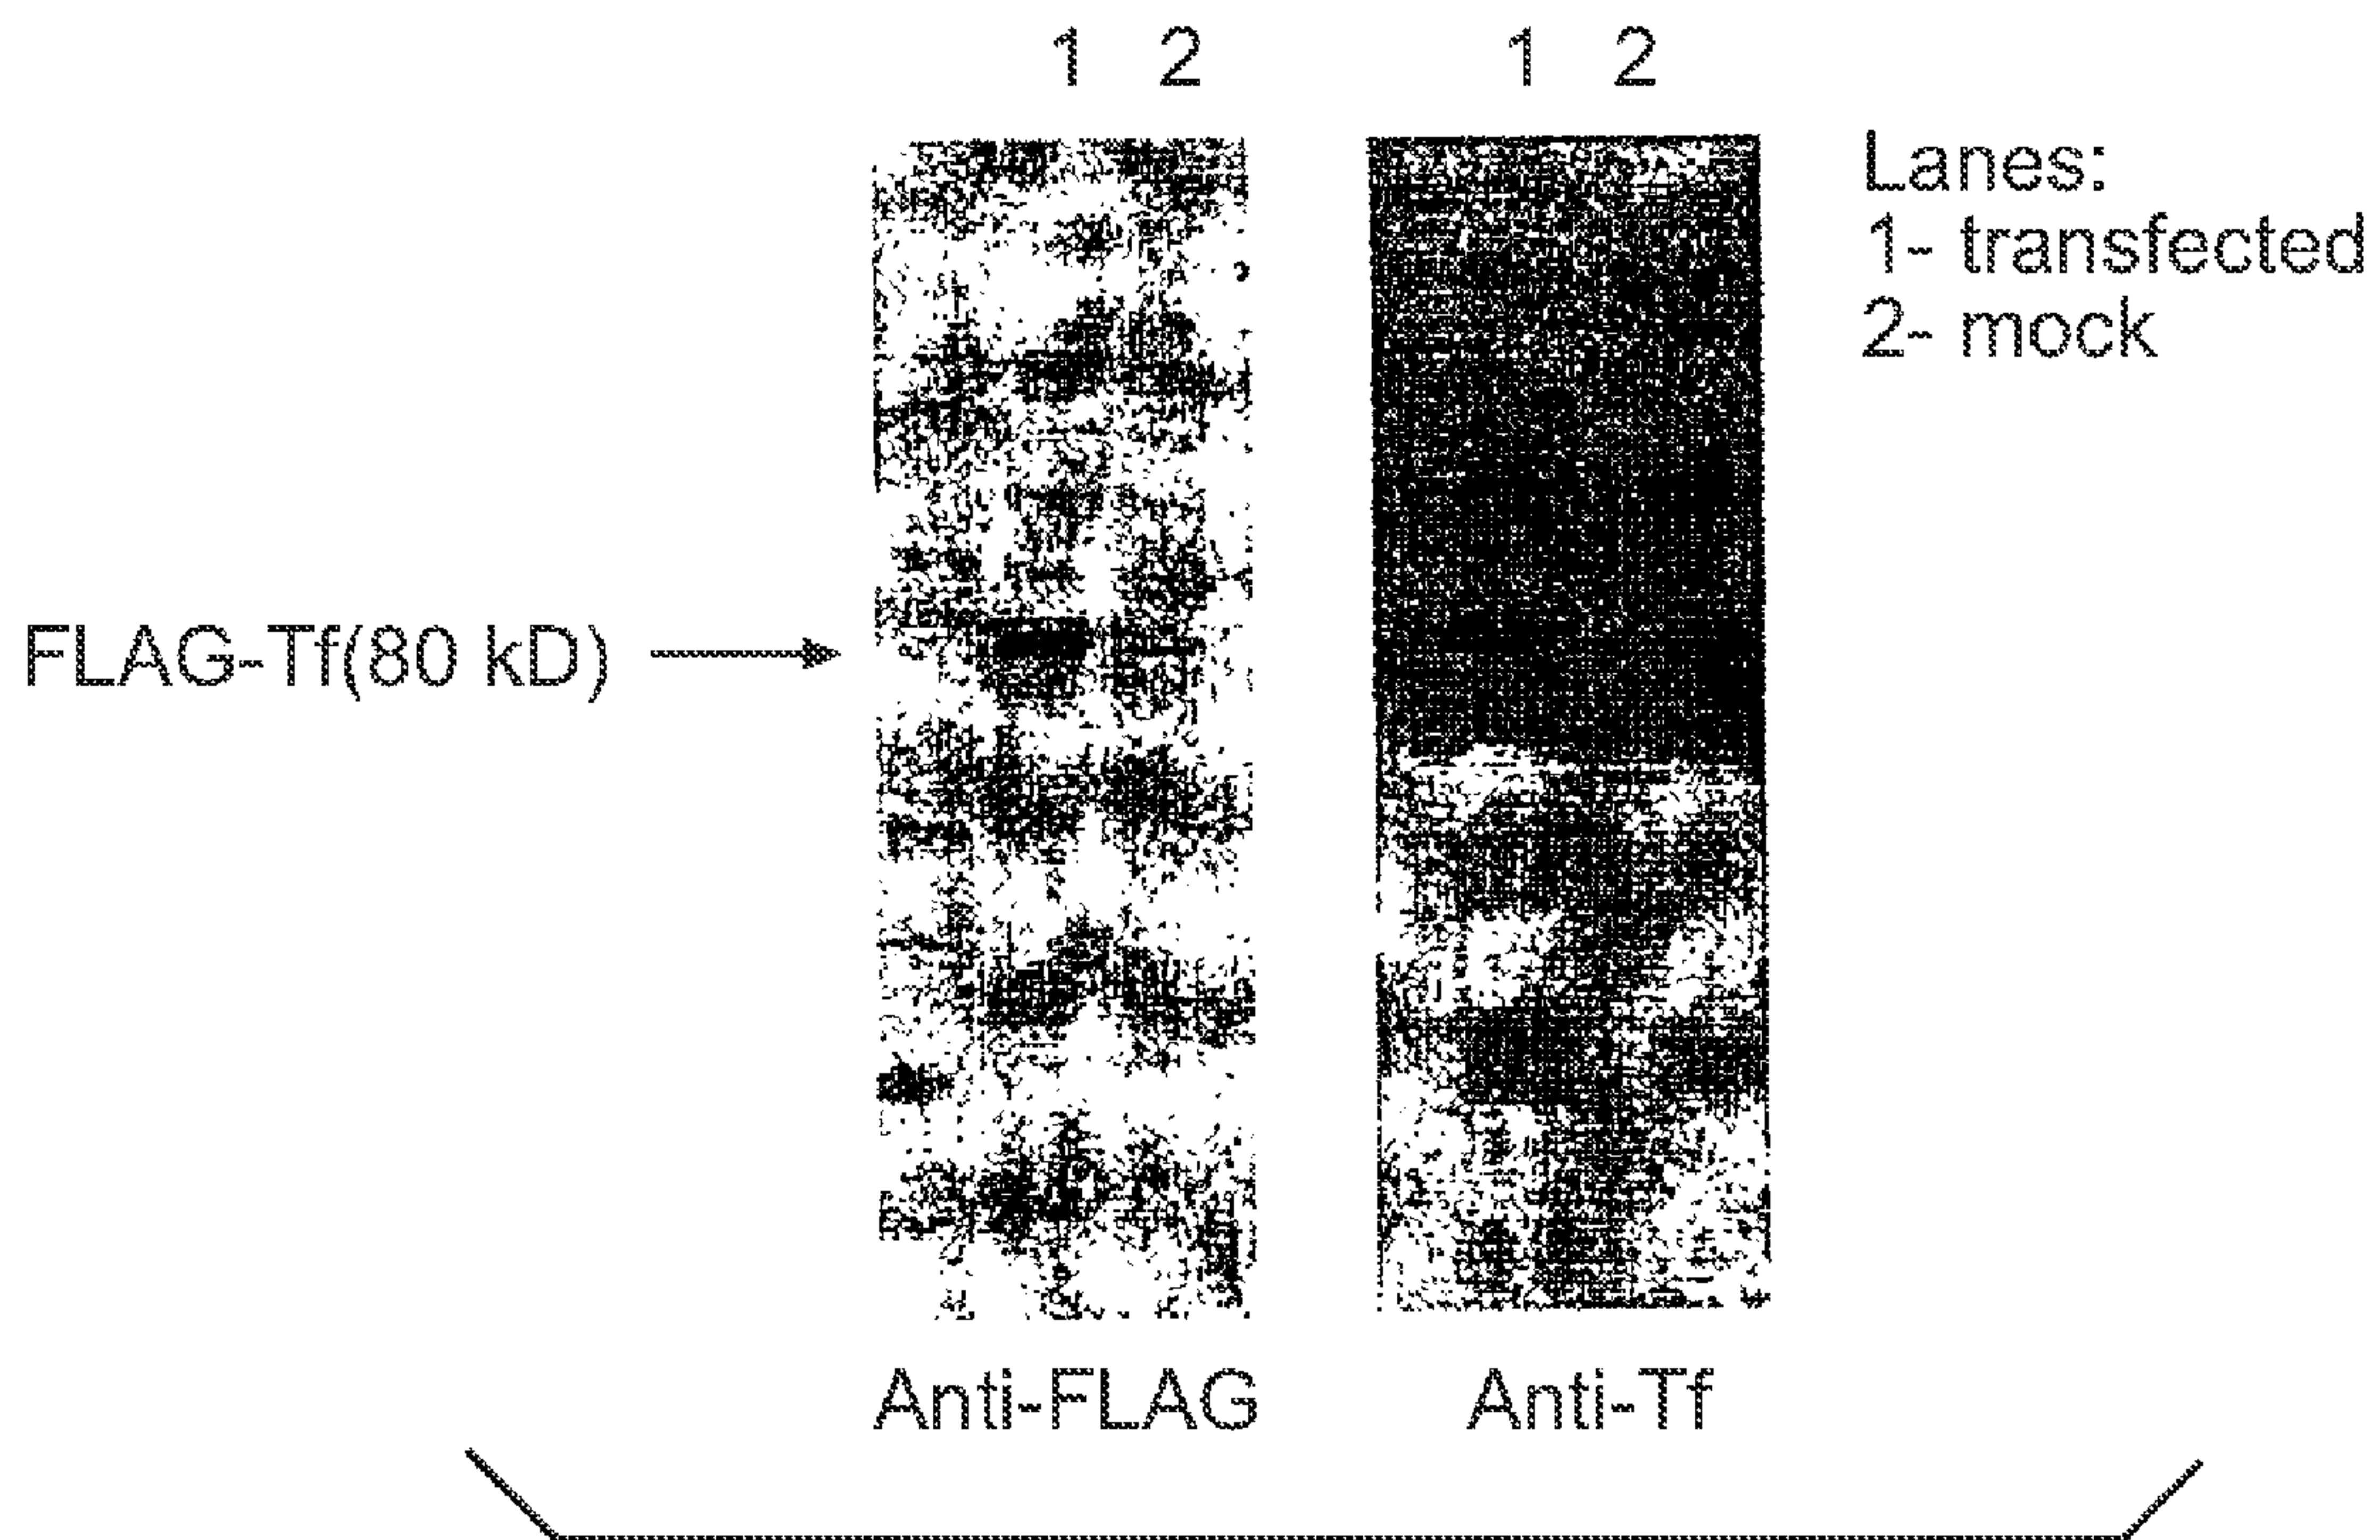 1 2 1 2
Lanes:
1- transfected
2- mock
FLAG-Tf(80 kD)
Anti-FLAG Anti-Tf